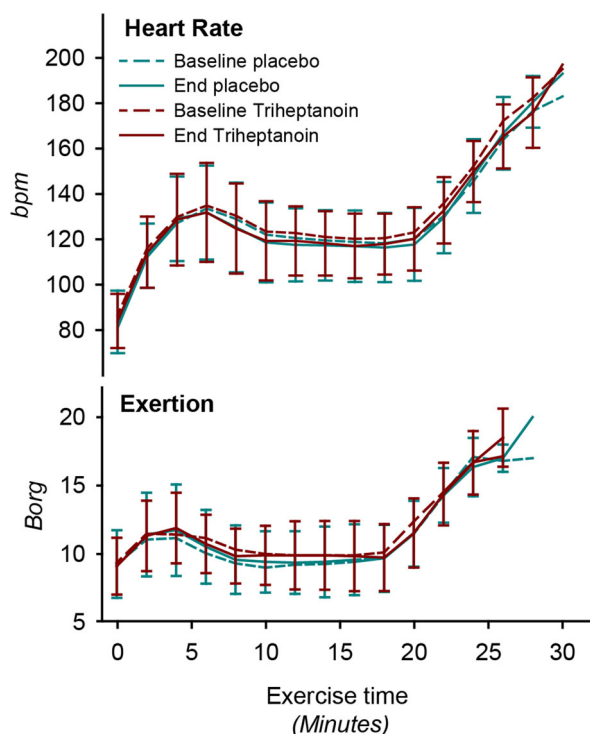 Heart Rate
Baseline placebo
End placebo
Baseline Triheptanoin
End Triheptanoin
bpm
200
180
160
140
120
100
80
Exertion
Borg
20
15
10
5
0 5 10 15 20 25 30
Exercise time
(Minutes)